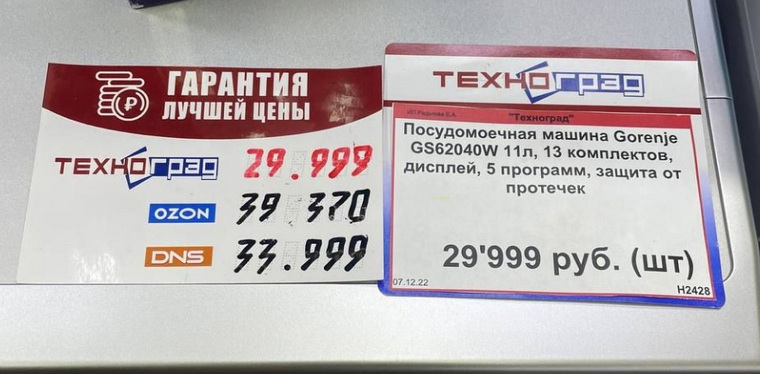 ГАРАНТИЯ
ЛУЧШЕЙ ЦЕНЫ
ТЕХНОГРАД 29.999
OZON 39 370
DNS 33.999
ТЕХНОГРАД
"Техноград"
Посудомоечная машина Gorenje
GS62040W 11л, 13 комплектов,
дисплей, 5 программ, защита от
протечек
29'999 руб. (шт)
07.12.22
Н2428